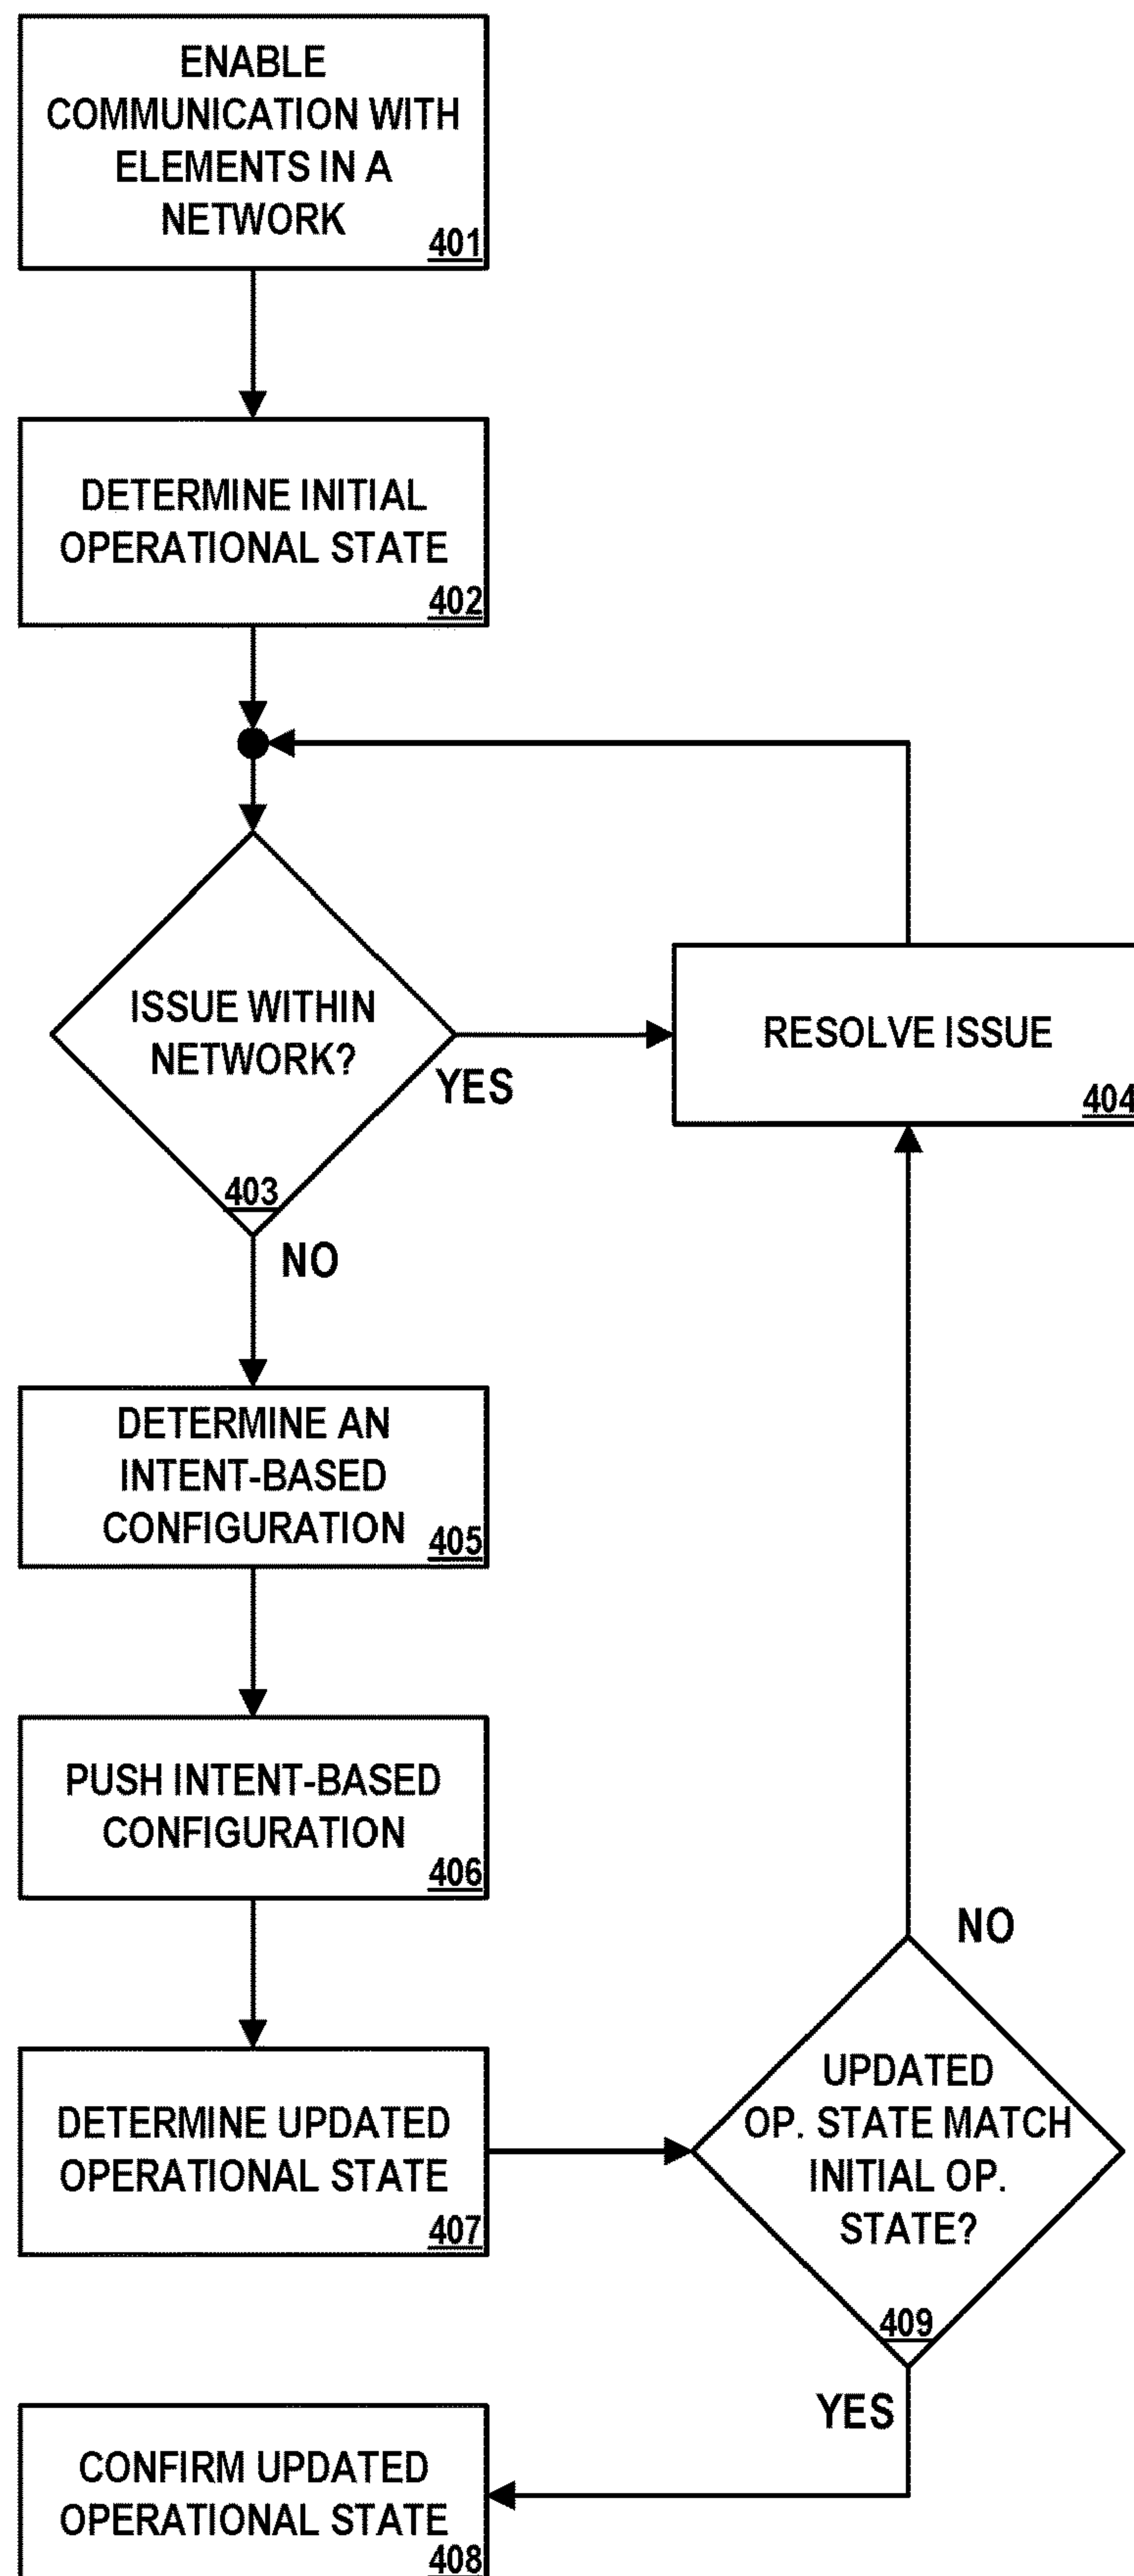 ENABLE
COMMUNICATION WITH
ELEMENTS IN A
NETWORK
401
DETERMINE INITIAL
OPERATIONAL STATE
402
ISSUE WITHIN
NETWORK?
403
YES
RESOLVE ISSUE
404
NO
DETERMINE AN
INTENT-BASED
CONFIGURATION
405
PUSH INTENT-BASED
CONFIGURATION
406
DETERMINE UPDATED
OPERATIONAL STATE
407
NO
UPDATED
OP. STATE MATCH
INITIAL OP.
STATE?
409
YES
CONFIRM UPDATED
OPERATIONAL STATE
408